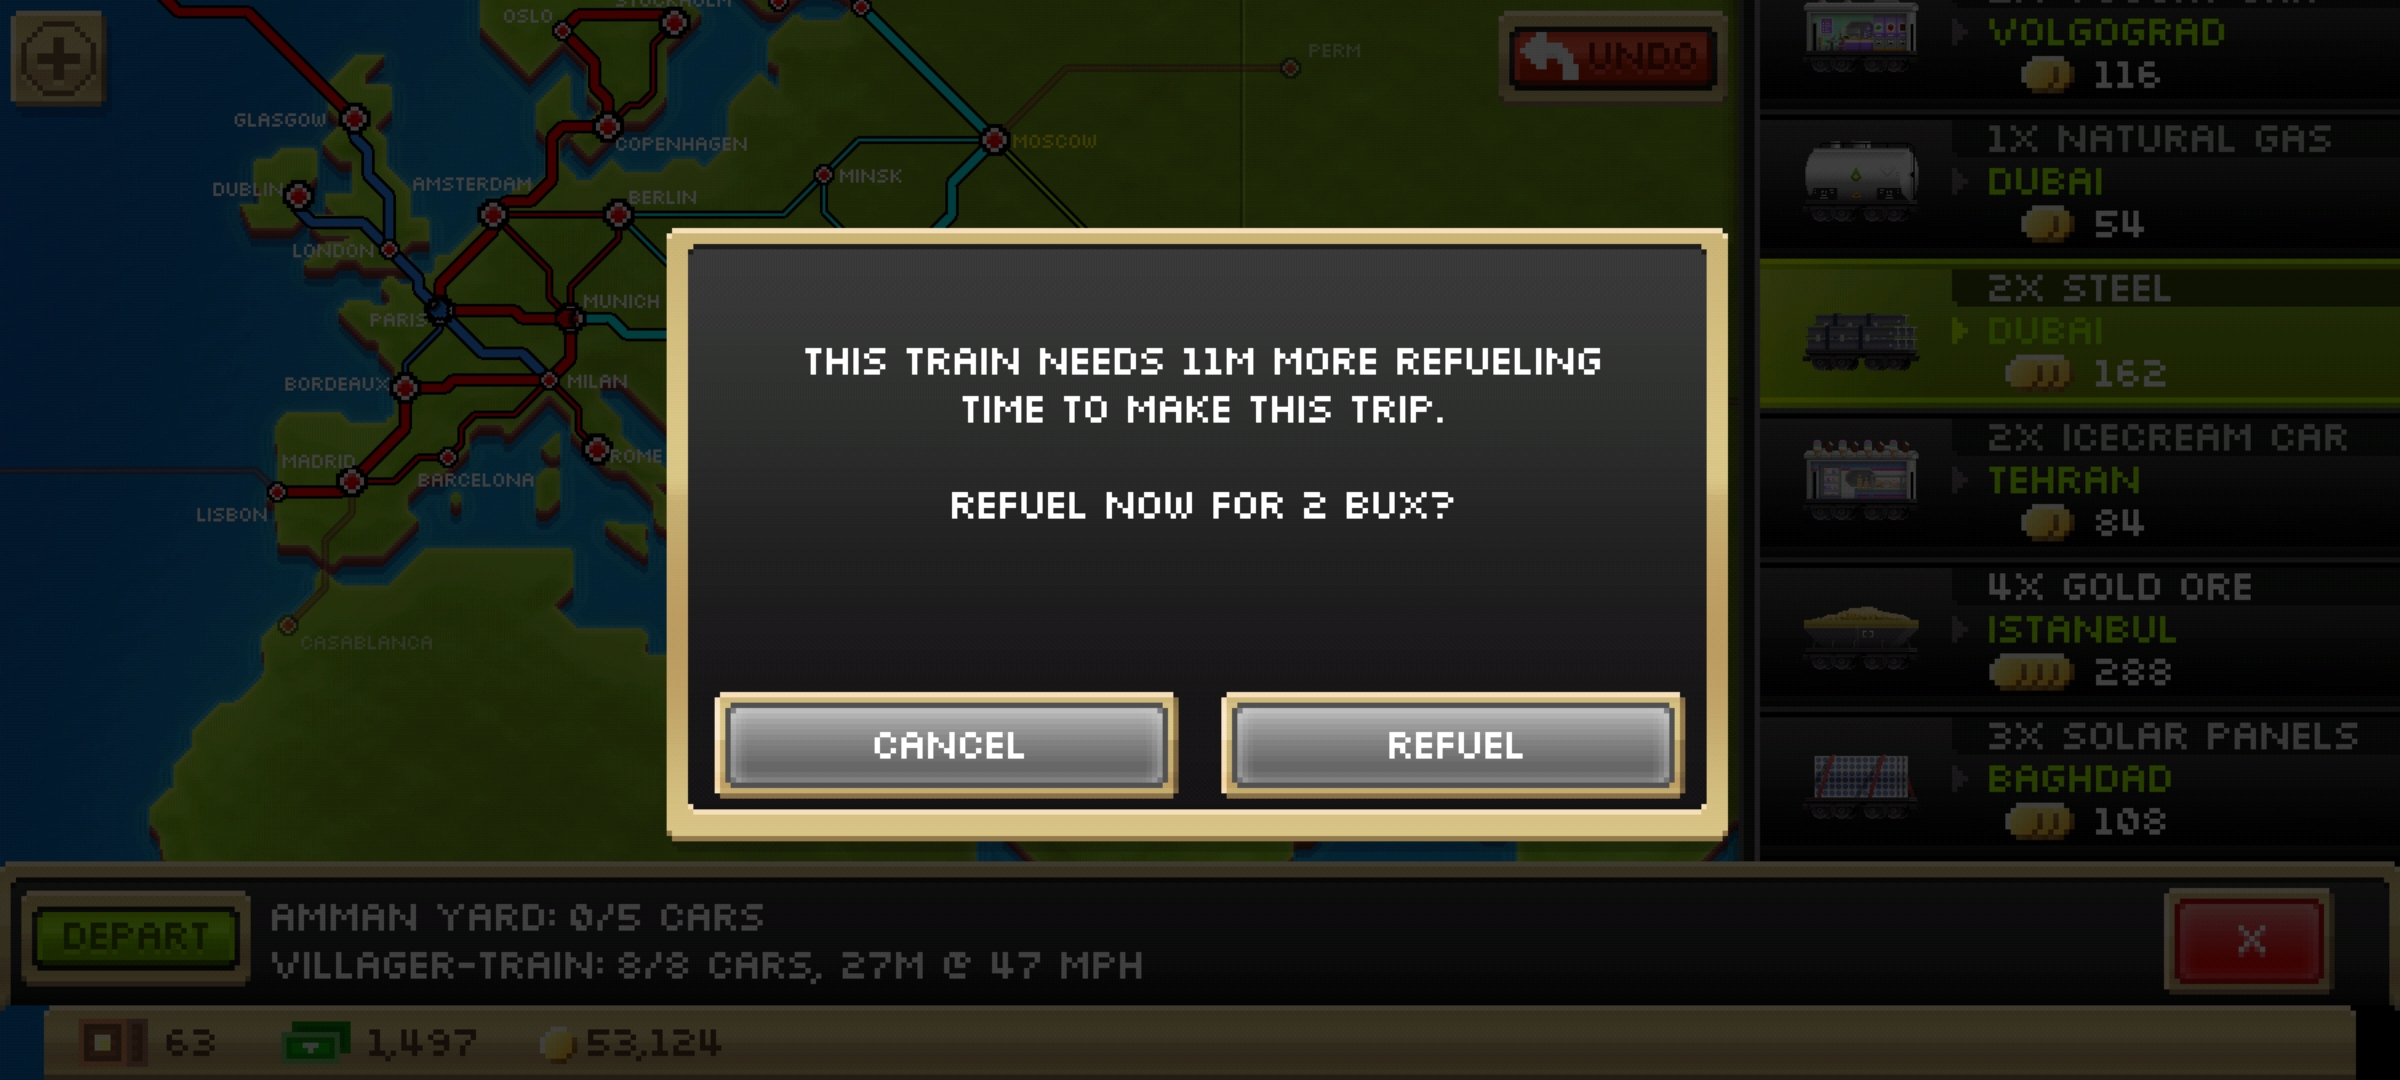 OSLO
STOCKHOLM
PERM
UNDO
GLASGOW
COPENHAGEN
MOSCOW
DUBLIN
AMSTERDAM
BERLIN
MINSK
LONDON
PARIS
MUNICH
BORDEAUX
MILAN
MADRID
BARCELONA
ROME
LISBON
CASABLANCA
THIS TRAIN NEEDS 11M MORE REFUELING
TIME TO MAKE THIS TRIP.
REFUEL NOW FOR 2 BUX?
CANCEL
REFUEL
VOLGOGRAD
116
1X NATURAL GAS
DUBAI
54
2X STEEL
DUBAI
162
2X ICECREAM CAR
TEHRAN
84
4X GOLD ORE
ISTANBUL
288
3X SOLAR PANELS
BAGHDAD
108
DEPART
AMMAN YARD: 0/5 CARS
VILLAGER-TRAIN: 8/8 CARS, 27M @ 47 MPH
X
63
1,497
53,124